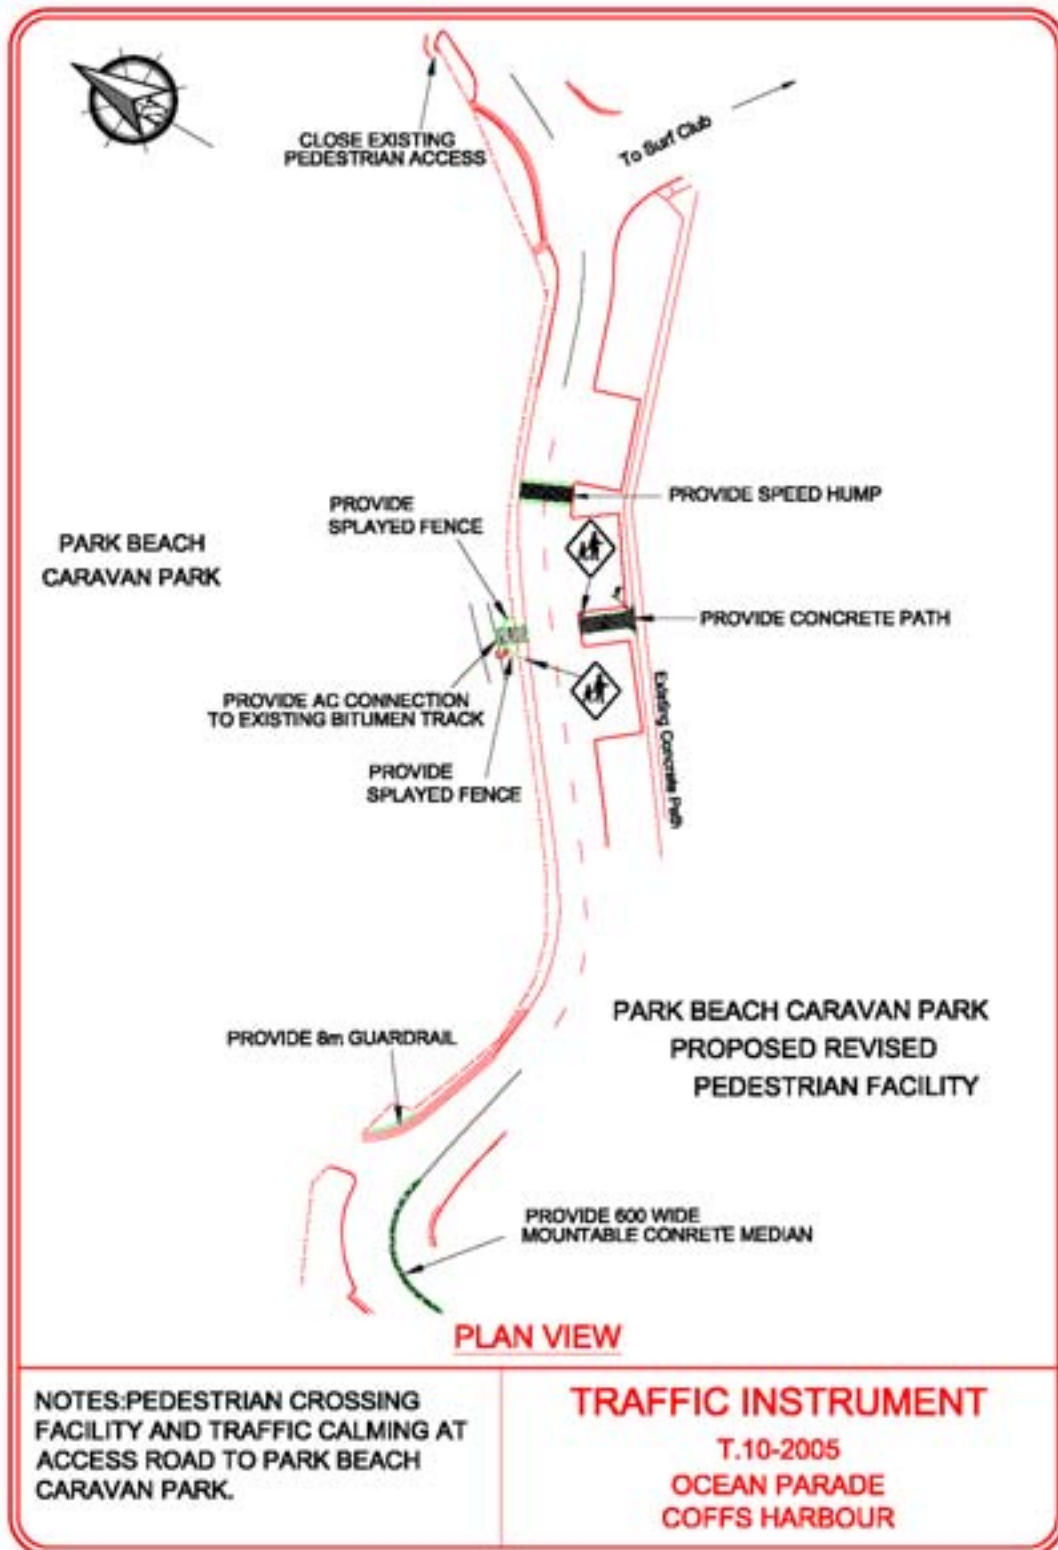 CLOSE EXISTING
PEDESTRIAN ACCESS
To Surf Club
PROVIDE
SPLAYED FENCE
PROVIDE SPEED HUMP
PARK BEACH
CARAVAN PARK
PROVIDE CONCRETE PATH
PROVIDE AC CONNECTION
TO EXISTING BITUMEN TRACK
Existing Concrete Path
PROVIDE
SPLAYED FENCE
PARK BEACH CARAVAN PARK
PROPOSED REVISED
PEDESTRIAN FACILITY
PROVIDE 8m GUARDRAIL
PROVIDE 600 WIDE
MOUNTABLE CONRETE MEDIAN
PLAN VIEW
NOTES:PEDESTRIAN CROSSING
FACILITY AND TRAFFIC CALMING AT
ACCESS ROAD TO PARK BEACH
CARAVAN PARK.
TRAFFIC INSTRUMENT
T.10-2005
OCEAN PARADE
COFFS HARBOUR